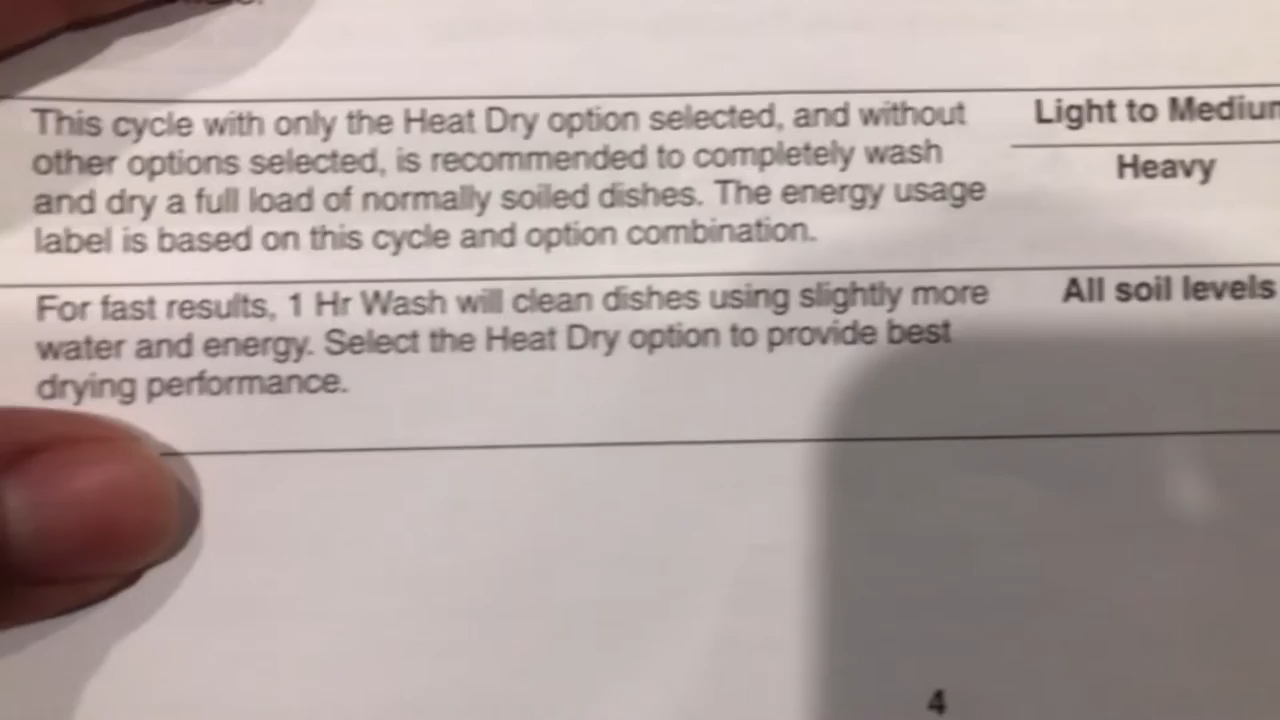 This cycle with only the Heat Dry option selected, and without
other options selected, is recommended to completely wash
and dry a full load of normally soiled dishes. The energy usage
label is based on this cycle and option combination.
Light to Medium
Heavy
For fast results, 1 Hr Wash will clean dishes using slightly more
water and energy. Select the Heat Dry option to provide best
drying performance.
All soil levels
4